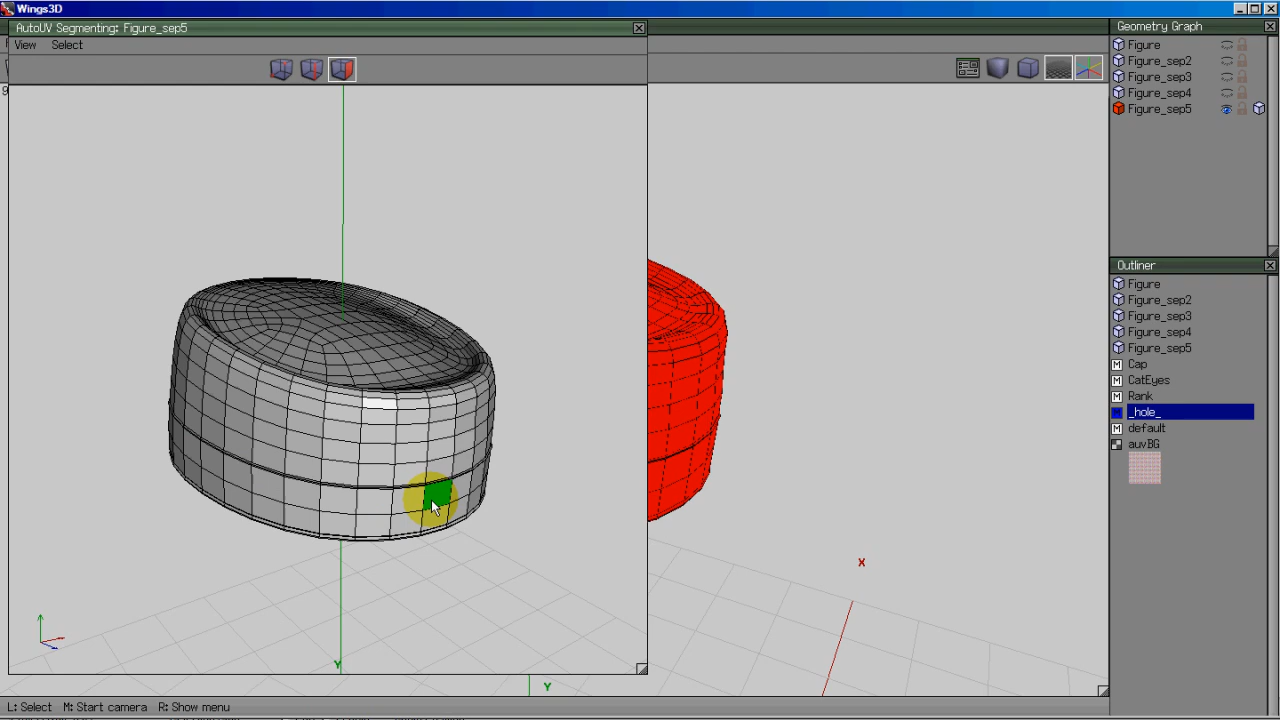 Wings3D
AutoUV Segmenting: Figure_sep5
View Select
9
Y
Y
X
L: Select M: Start camera R: Show menu
Geometry Graph
Figure
Figure_sep2
Figure_sep3
Figure_sep4
Figure_sep5
Outliner
Figure
Figure_sep2
Figure_sep3
Figure_sep4
Figure_sep5
M Cap
M CatEyes
M Rank
_hole_
M default
auvBG